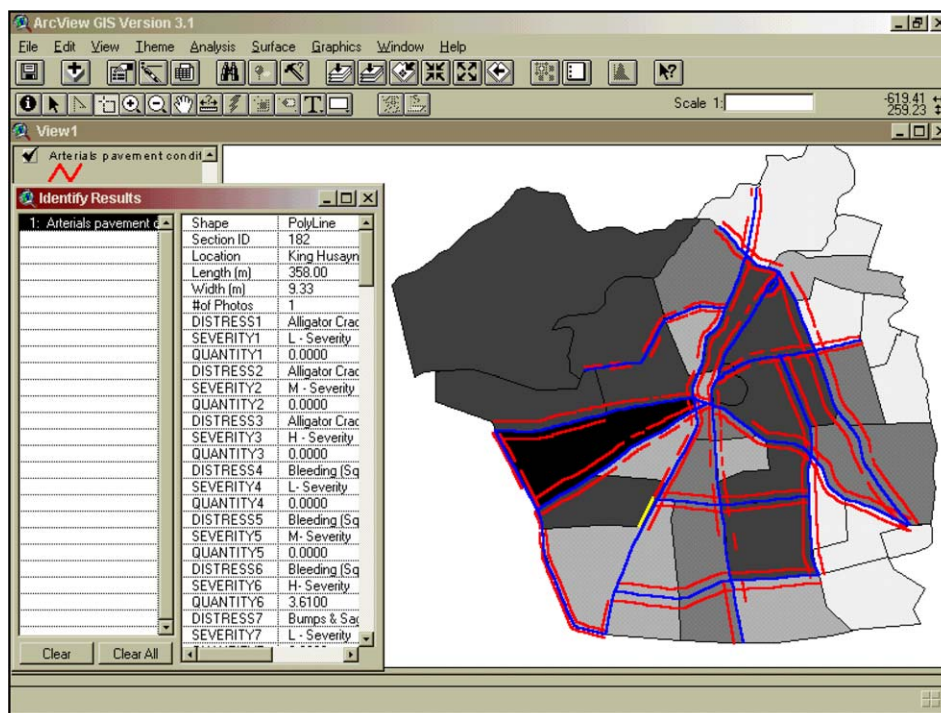 ArcView GIS Version 3.1
File Edit View Theme Analysis Surface Graphics Window Help
Scale 1:
-619.41
259.23
View1
Arterials pavement condit
Identify Results
1: Arterials pavement c
Shape PolyLine
Section ID 182
Location King Husayn
Length (m) 358.00
Width (m) 9.33
#of Photos 1
DISTRESS1 Alligator Crac
SEVERITY1 L - Severity
QUANTITY1 0.0000
DISTRESS2 Alligator Crac
SEVERITY2 M - Severity
QUANTITY2 0.0000
DISTRESS3 Alligator Crac
SEVERITY3 H - Severity
QUANTITY3 0.0000
DISTRESS4 Bleeding (Sq
SEVERITY4 L- Severity
QUANTITY4 0.0000
DISTRESS5 Bleeding (Sq
SEVERITY5 M- Severity
QUANTITY5 0.0000
DISTRESS6 Bleeding (Sq
SEVERITY6 H- Severity
QUANTITY6 3.6100
DISTRESS7 Bumps & Sag
SEVERITY7 L - Severity
Clear Clear All